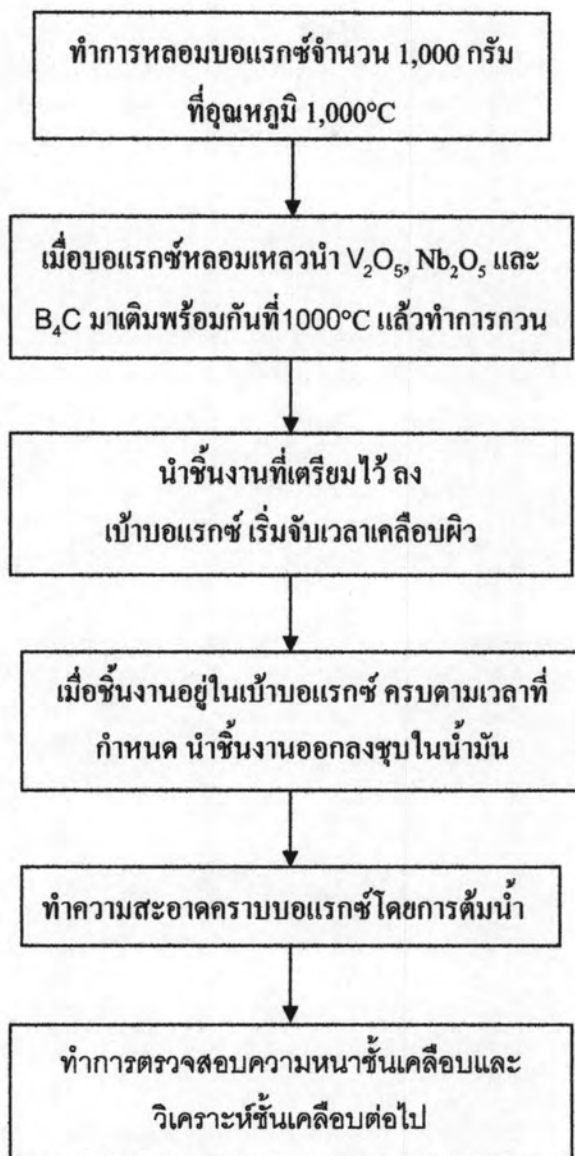 ทำการหลอมบอแรกซ์จำนวน 1,000 กรัม
ที่อุณหภูมิ 1,000°C
เมื่อบอแรกซ์หลอมเหลวนำ V₂O₅, Nb₂O₅ และ
B₄C มาเติมพร้อมกันที่1000°C แล้วทำการกวน
นำชิ้นงานที่เตรียมไว้ ลง
เบ้าบอแรกซ์ เริ่มจับเวลาเคลือบผิว
เมื่อชิ้นงานอยู่ในเบ้าบอแรกซ์ ครบตามเวลาที่
กำหนด นำชิ้นงานออกลงชุบในน้ำมัน
ทำความสะอาดคราบบอแรกซ์โดยการต้มน้ำ
ทำการตรวจสอบความหนาชั้นเคลือบและ
วิเคราะห์ชั้นเคลือบต่อไป